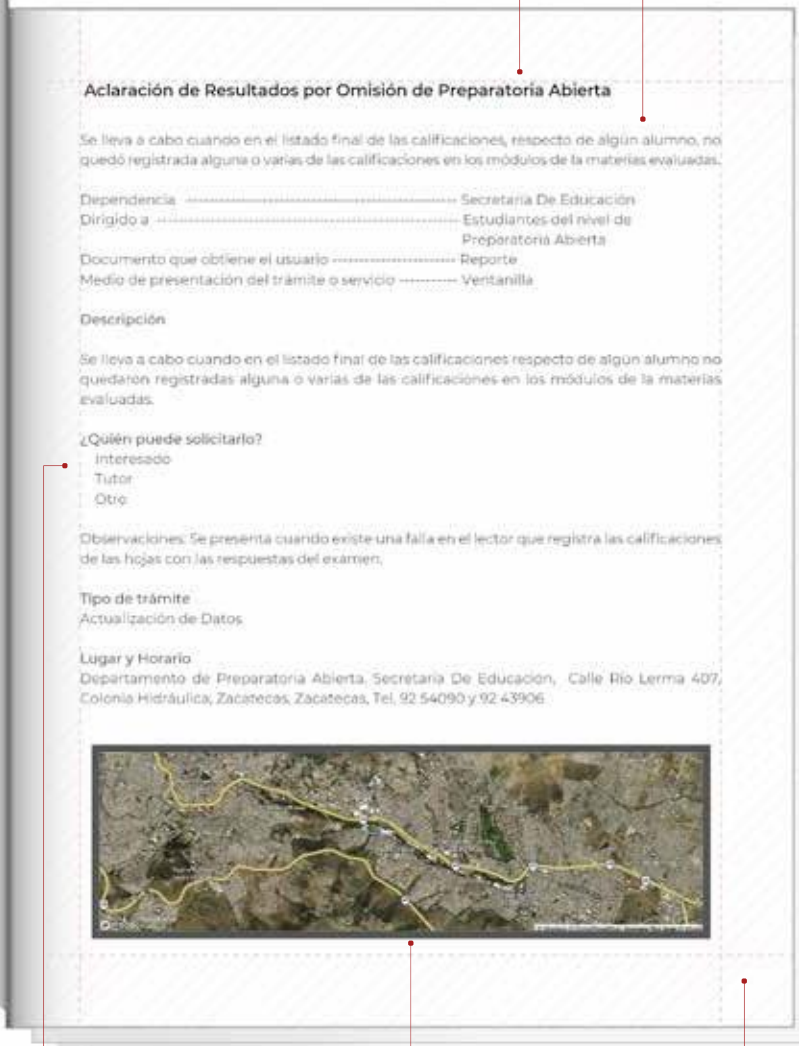 Aclaración de Resultados por Omisión de Preparatoria Abierta
Se lleva a cabo cuando en el listado final de las calificaciones, respecto de algún alumno, no
quedó registrada alguna o varias de las calificaciones en los módulos de la materias evaluadas.
Dependencia ------------------------------------------------ Secretaría De Educación
Dirigido a ------------------------------------------------------ Estudiantes del nivel de
Preparatoria Abierta
Documento que obtiene el usuario ---------------------- Reporte
Medio de presentación del trámite o servicio ---------- Ventanilla
Descripción
Se lleva a cabo cuando en el listado final de las calificaciones respecto de algún alumno no
quedaron registradas alguna o varias de las calificaciones en los módulos de la materias
evaluadas.
¿Quién puede solicitarlo?
Interesado
Tutor
Otro
Observaciones: Se presenta cuando existe una falla en el lector que registra las calificaciones
de las hojas con las respuestas del examen.
Tipo de trámite
Actualización de Datos
Lugar y Horario
Departamento de Preparatoria Abierta. Secretaría De Educación, Calle Río Lerma 407,
Colonia Hidráulica, Zacatecas, Zacatecas, Tel. 92 54090 y 92 43906